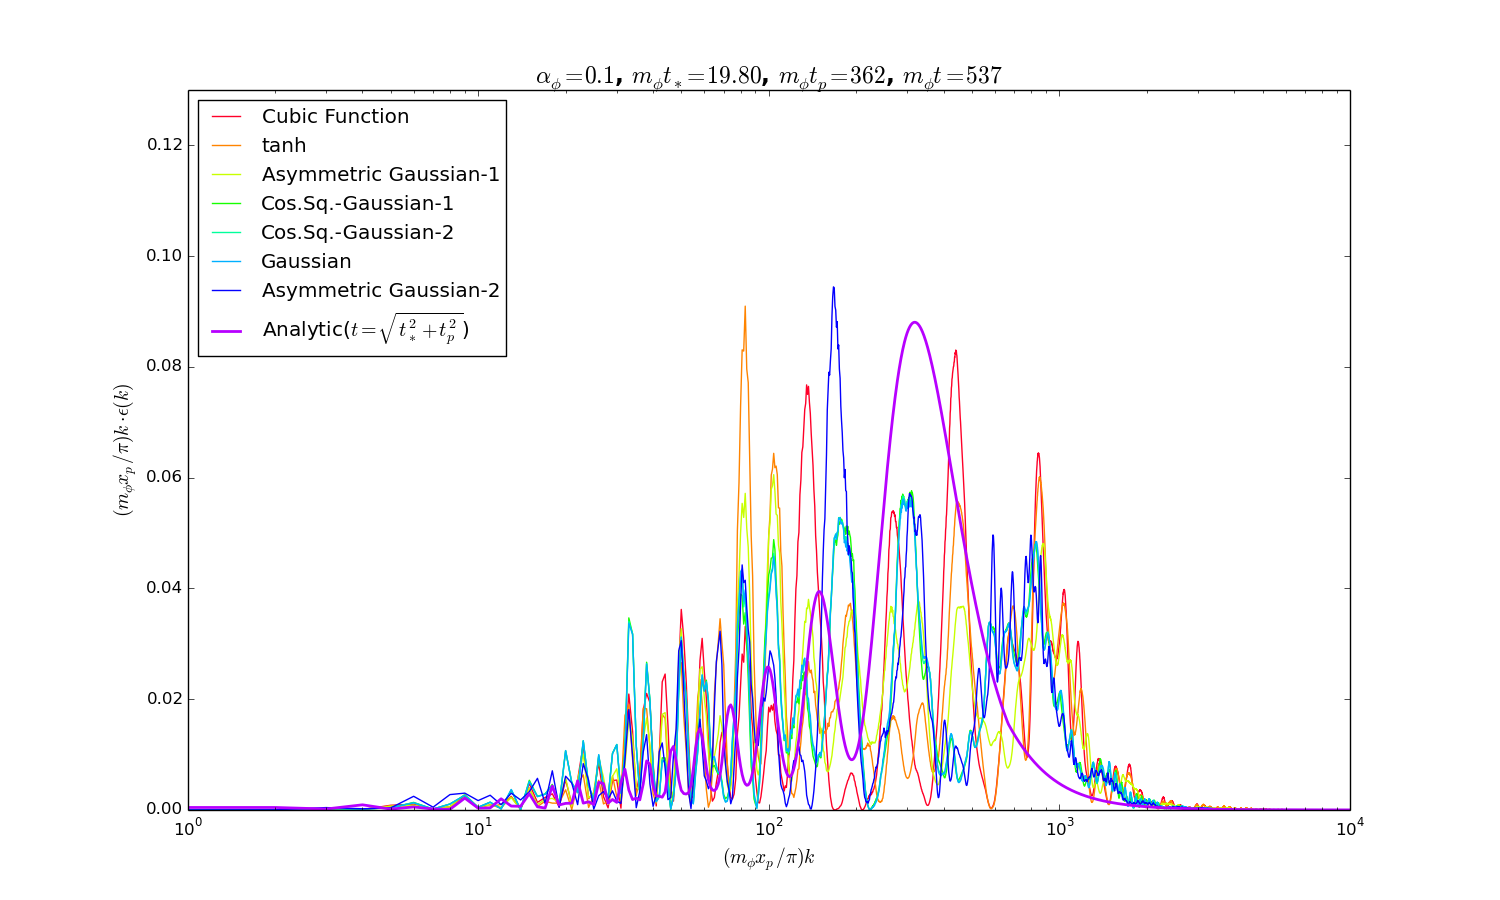 α_ϕ=0.1, m_ϕt_*=19.80, m_ϕt_p=362, m_ϕt=537
Cubic Function
tanh
Asymmetric Gaussian-1
Cos.Sq.-Gaussian-1
Cos.Sq.-Gaussian-2
Gaussian
Asymmetric Gaussian-2
Analytic(t=√(t_*^2+t_p^2))
(m_ϕx_p/π)k·ϵ(k)
0.12
0.10
0.08
0.06
0.04
0.02
0.00
10^0 10^1 10^2 10^3 10^4
(m_ϕx_p/π)k